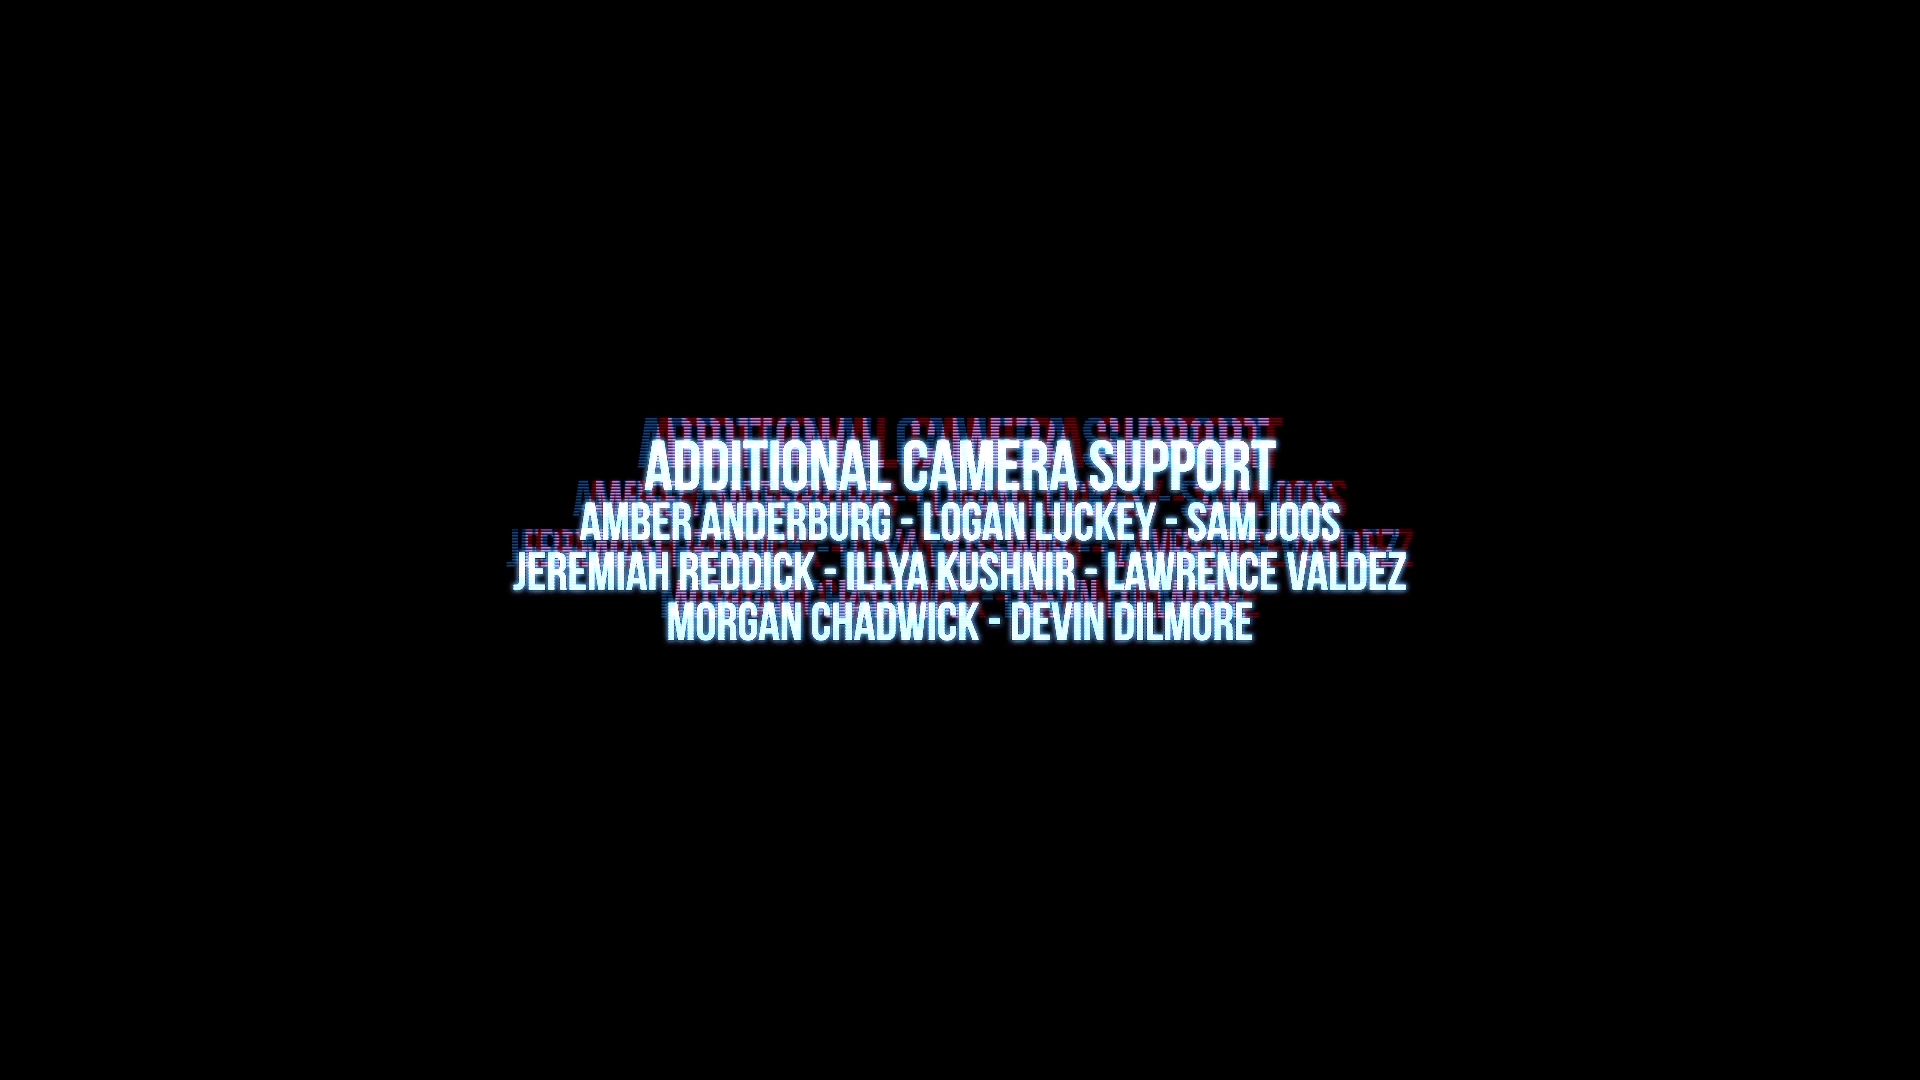 ADDITIONAL CAMERA SUPPORT
AMBER ANDERBURG - LOGAN LUCKEY - SAM JOOS
JEREMIAH REDDICK - ILLYA KUSHNIR - LAWRENCE VALDEZ
MORGAN CHADWICK - DEVIN DILMORE